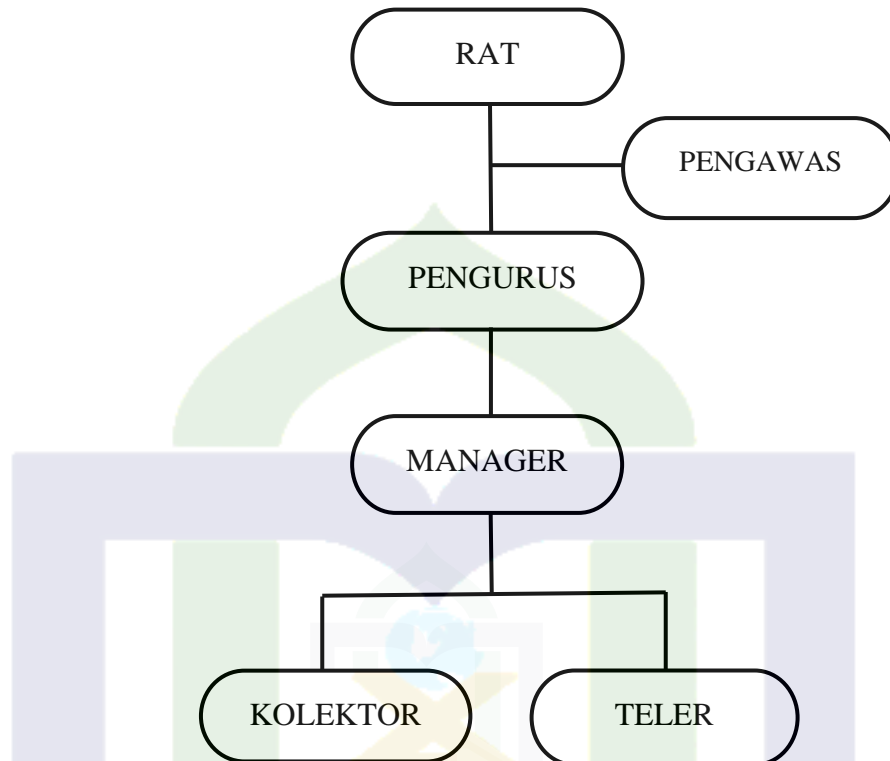 RAT
PENGAWAS
PENGURUS
MANAGER
KOLEKTOR
TELER